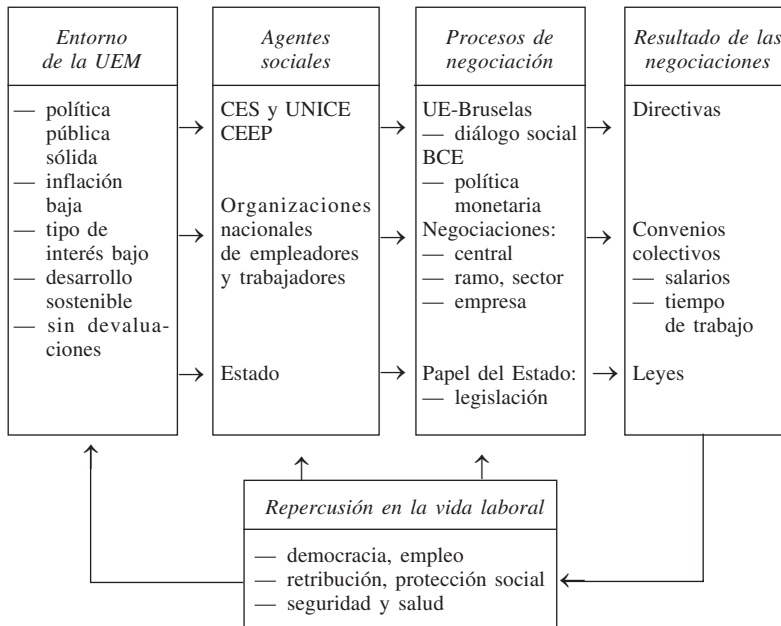 Entorno
de la UEM
— política
pública
sólida
— inflación
baja
— tipo de
interés bajo
— desarrollo
sostenible
— sin devalua-
ciones
Agentes
sociales
CES y UNICE
CEEP
Organizaciones
nacionales
de empleadores
y trabajadores
Estado
Procesos de
negociación
UE-Bruselas
— diálogo social
BCE
— política
monetaria
Negociaciones:
— central
— ramo, sector
— empresa
Papel del Estado:
— legislación
Resultado de las
negociaciones
Directivas
Convenios
colectivos
— salarios
— tiempo
de trabajo
Leyes
Repercusión en la vida laboral
— democracia, empleo
— retribución, protección social
— seguridad y salud